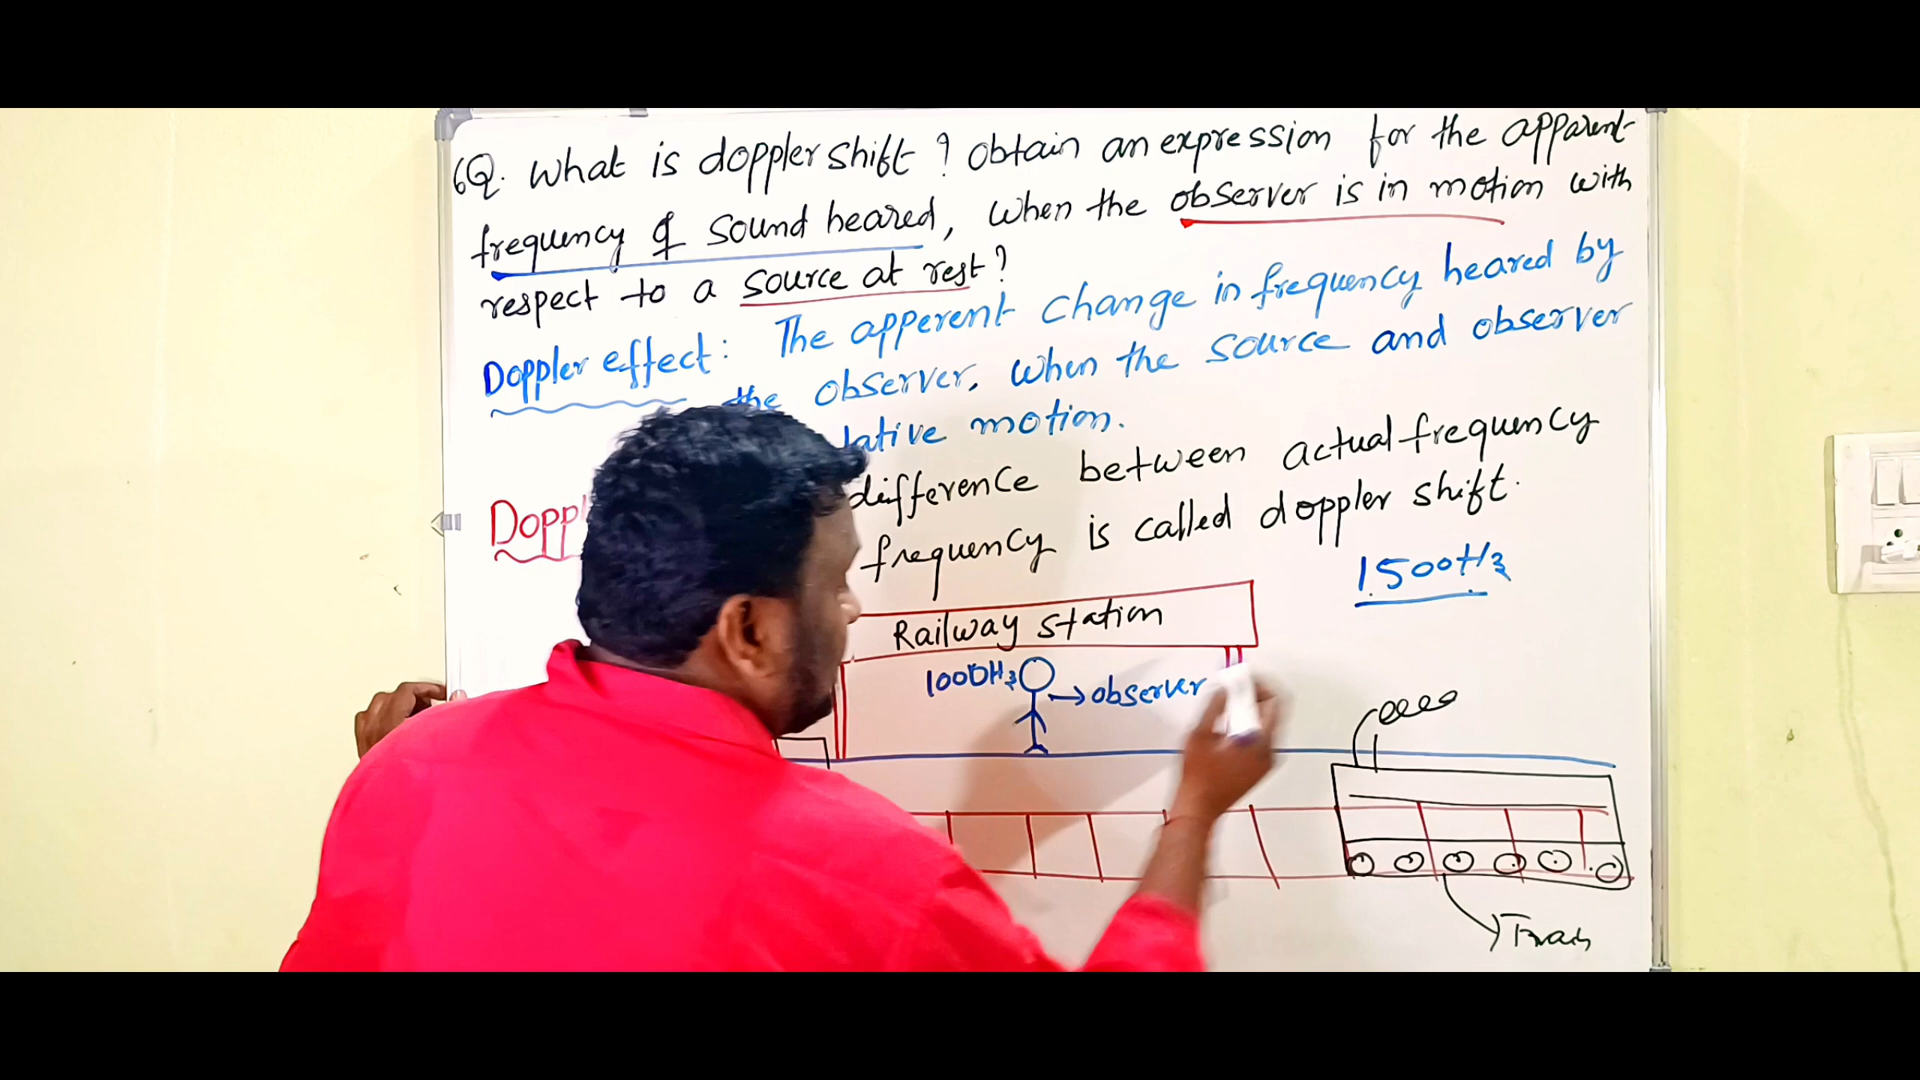 6Q. What is doppler shift ? Obtain an expression for the apparent
frequency of sound heared, when the observer is in motion with
respect to a source at rest ?
Doppler effect : The apperent change in frequency heared by
the observer, when the source and observer
lative motion.
Doppl difference between actual frequency
frequency is called doppler shift.
1500Hz
Railway station
1000Hz → observer
Train